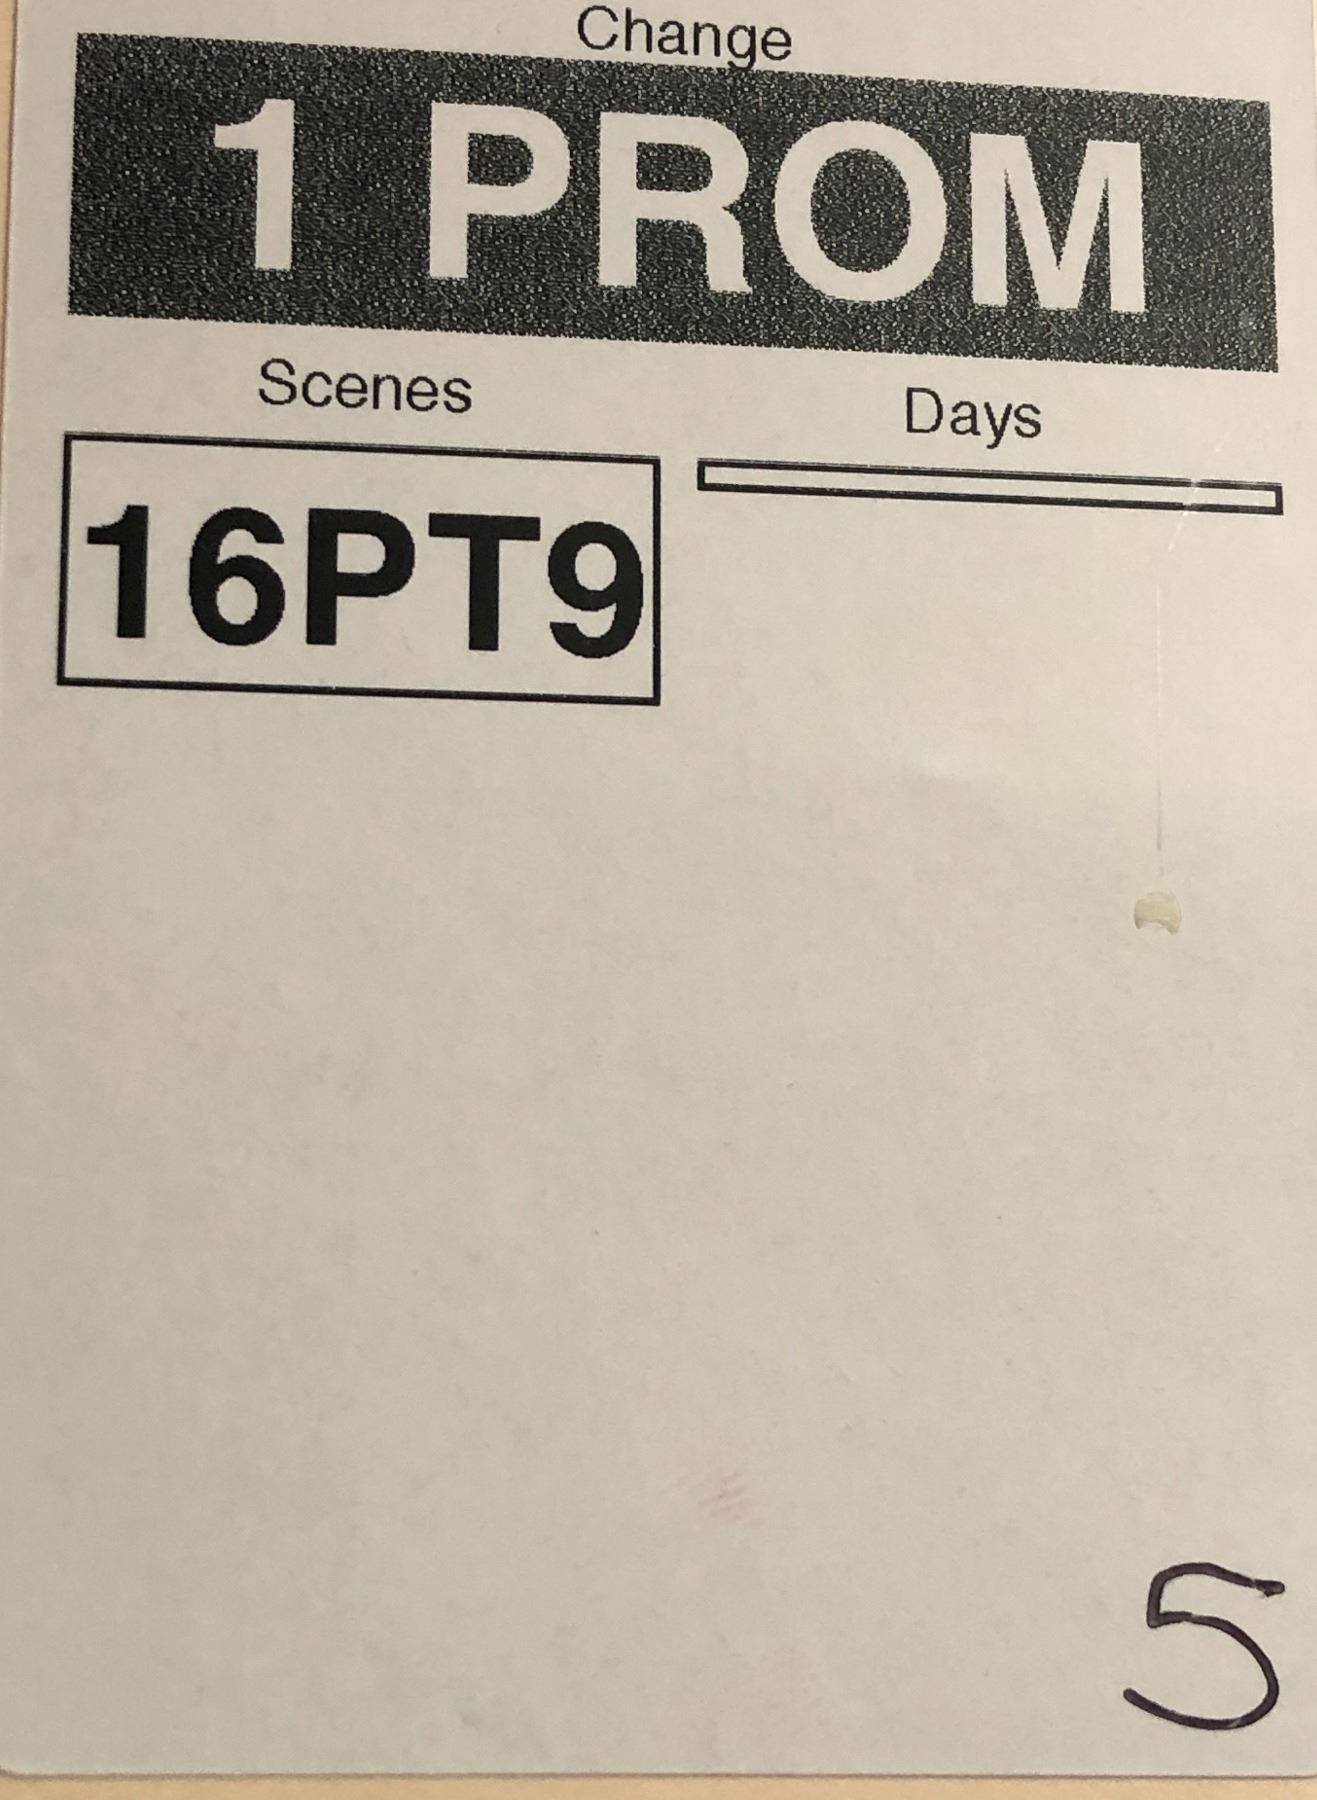 Change
1 PROM
Scenes
Days
16PT9
5